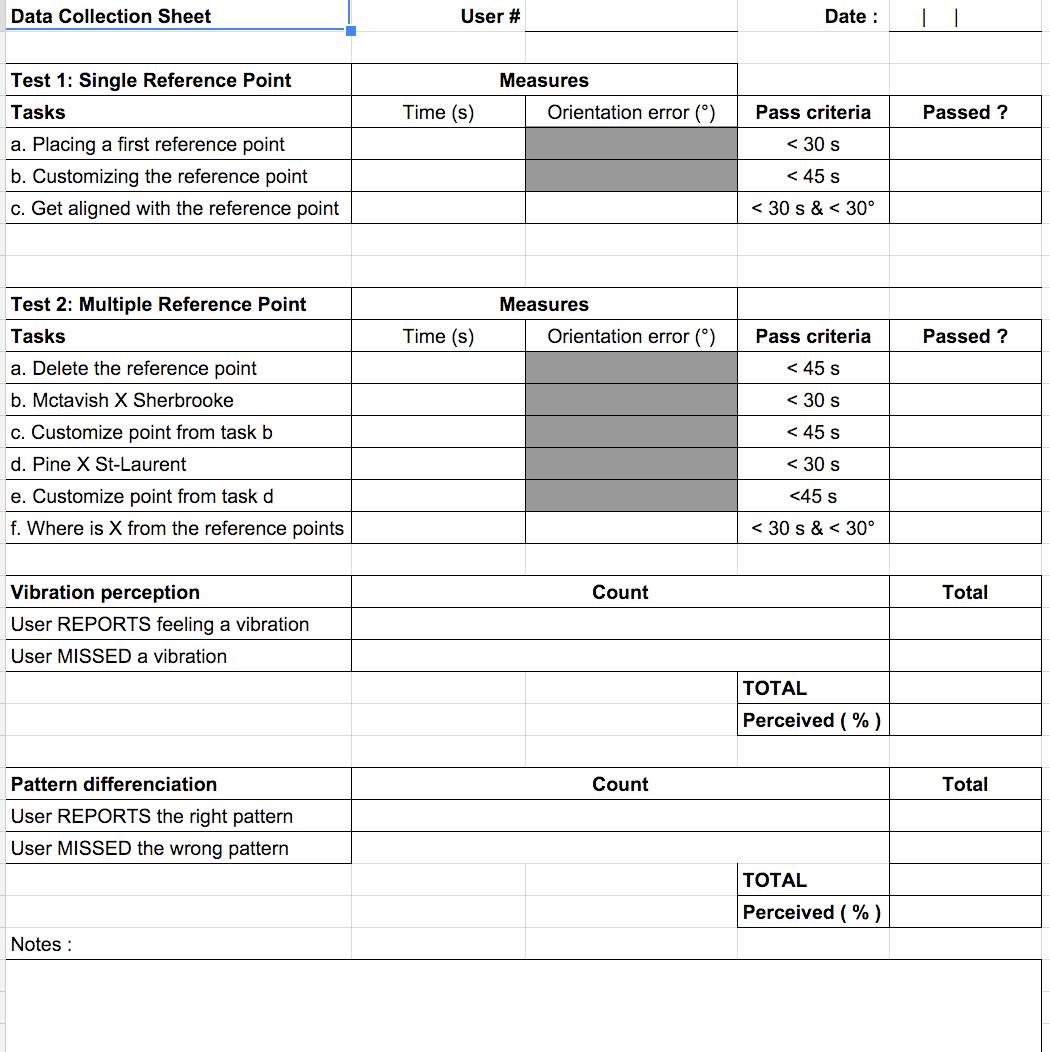 Data Collection Sheet User # Date : | |
Test 1: Single Reference Point Measures
Tasks Time (s) Orientation error (°) Pass criteria Passed ?
a. Placing a first reference point < 30 s
b. Customizing the reference point < 45 s
c. Get aligned with the reference point < 30 s & < 30°
Test 2: Multiple Reference Point Measures
Tasks Time (s) Orientation error (°) Pass criteria Passed ?
a. Delete the reference point < 45 s
b. Mctavish X Sherbrooke < 30 s
c. Customize point from task b < 45 s
d. Pine X St-Laurent < 30 s
e. Customize point from task d <45 s
f. Where is X from the reference points < 30 s & < 30°
Vibration perception Count Total
User REPORTS feeling a vibration
User MISSED a vibration
TOTAL
Perceived ( % )
Pattern differenciation Count Total
User REPORTS the right pattern
User MISSED the wrong pattern
TOTAL
Perceived ( % )
Notes :